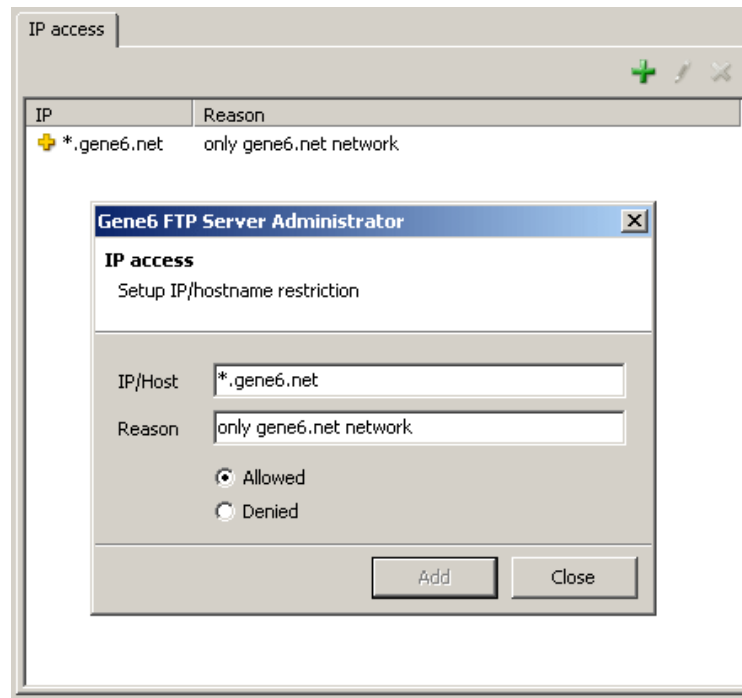 IP access
IP Reason
*.gene6.net only gene6.net network
Gene6 FTP Server Administrator
IP access
Setup IP/hostname restriction
IP/Host *.gene6.net
Reason only gene6.net network
Allowed
Denied
Add Close